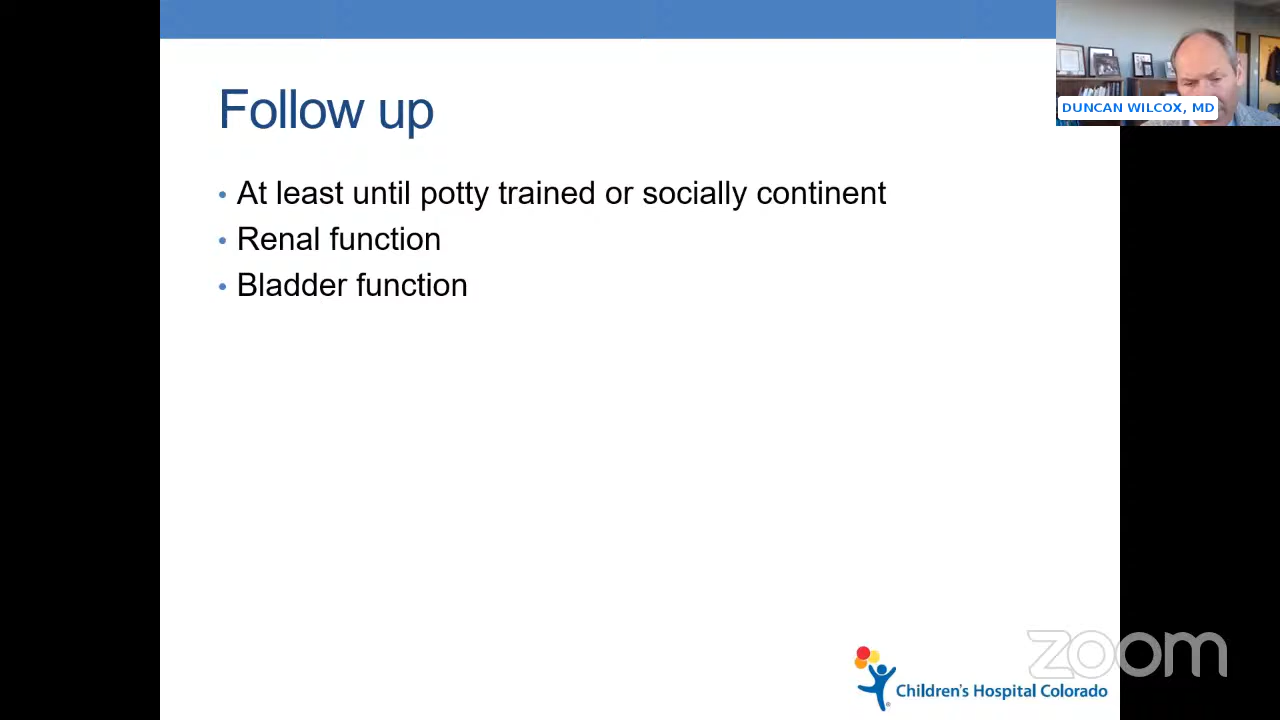 DUNCAN WILCOX, MD
Follow up
• At least until potty trained or socially continent
• Renal function
• Bladder function
zoom
Children's Hospital Colorado